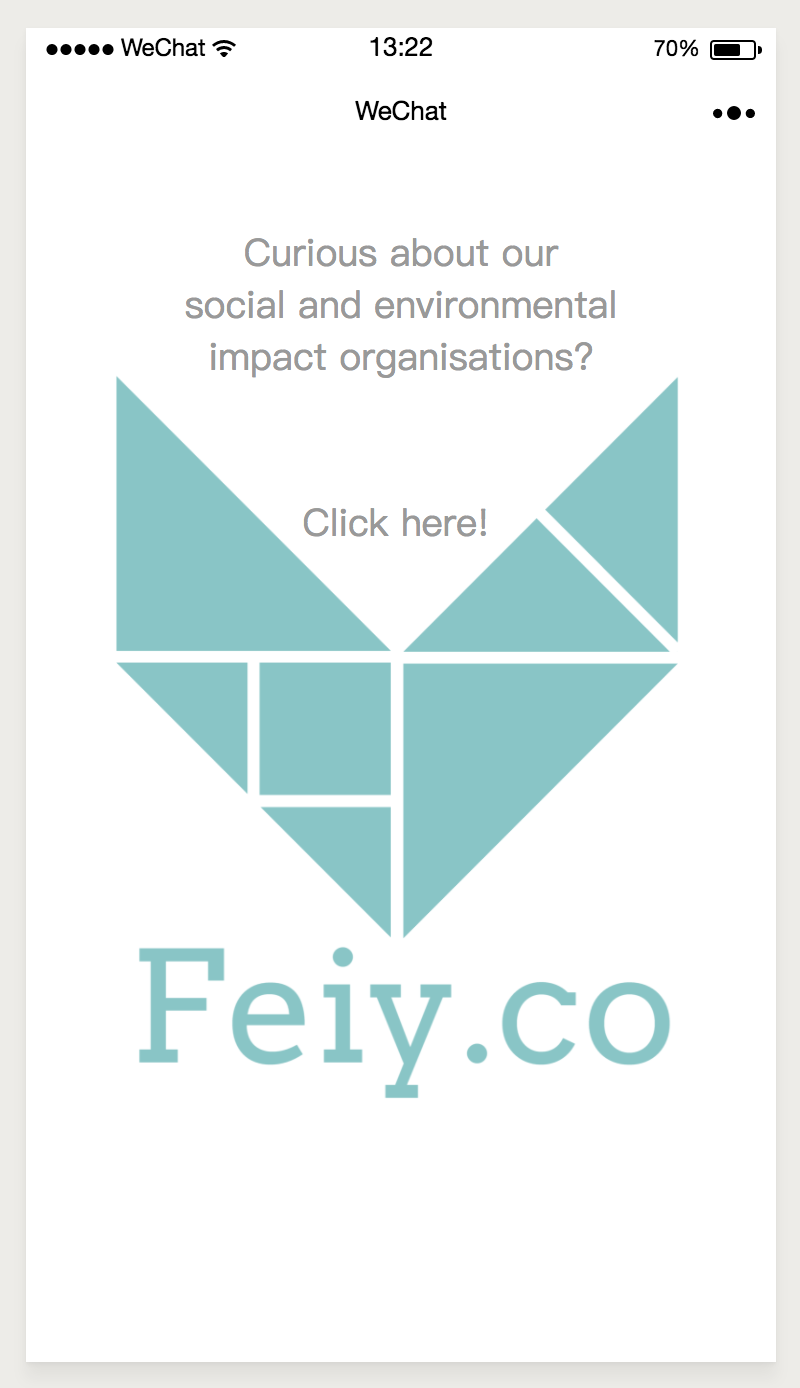 WeChat 13:22 70%
WeChat
Curious about our
social and environmental
impact organisations?
Click here!
Feiy.co